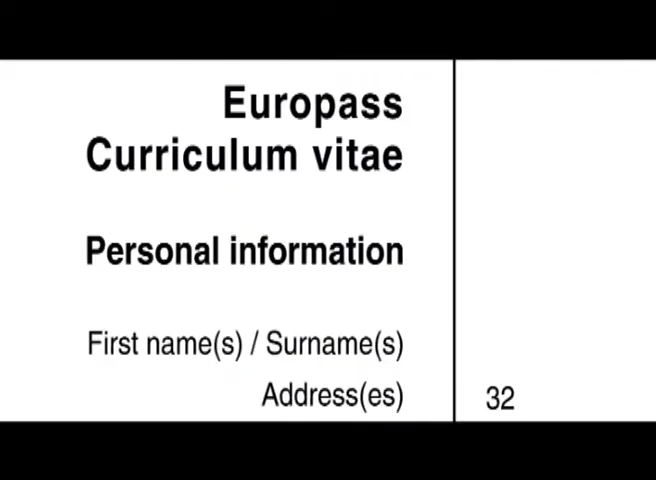 Europass
Curriculum vitae
Personal information
First name(s) / Surname(s)
Address(es) 32